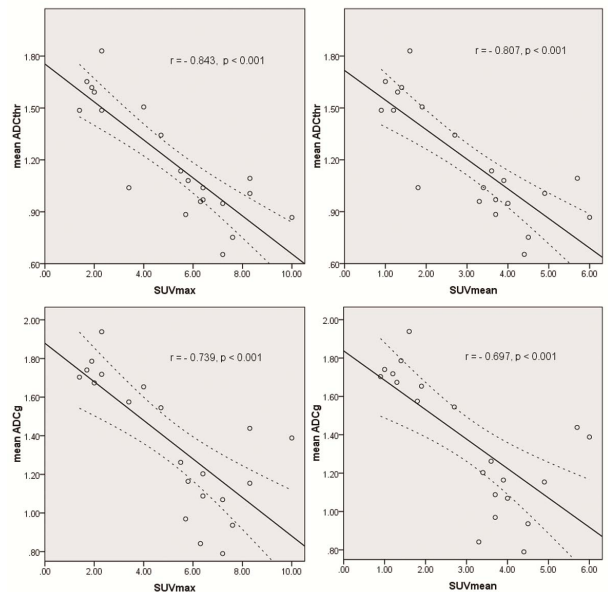 r = - 0.843, p < 0.001
mean ADCthr
1.80
1.50
1.20
.90
.60
.00 2.00 4.00 6.00 8.00 10.00
SUVmax
r = - 0.807, p < 0.001
mean ADCthr
1.80
1.50
1.20
.90
.60
.00 1.00 2.00 3.00 4.00 5.00 6.00
SUVmean
r = - 0.739, p < 0.001
mean ADCg
2.00
1.80
1.60
1.40
1.20
1.00
.80
.00 2.00 4.00 6.00 8.00 10.00
SUVmax
r = - 0.697, p < 0.001
mean ADCg
2.00
1.80
1.60
1.40
1.20
1.00
.80
.00 1.00 2.00 3.00 4.00 5.00 6.00
SUVmean